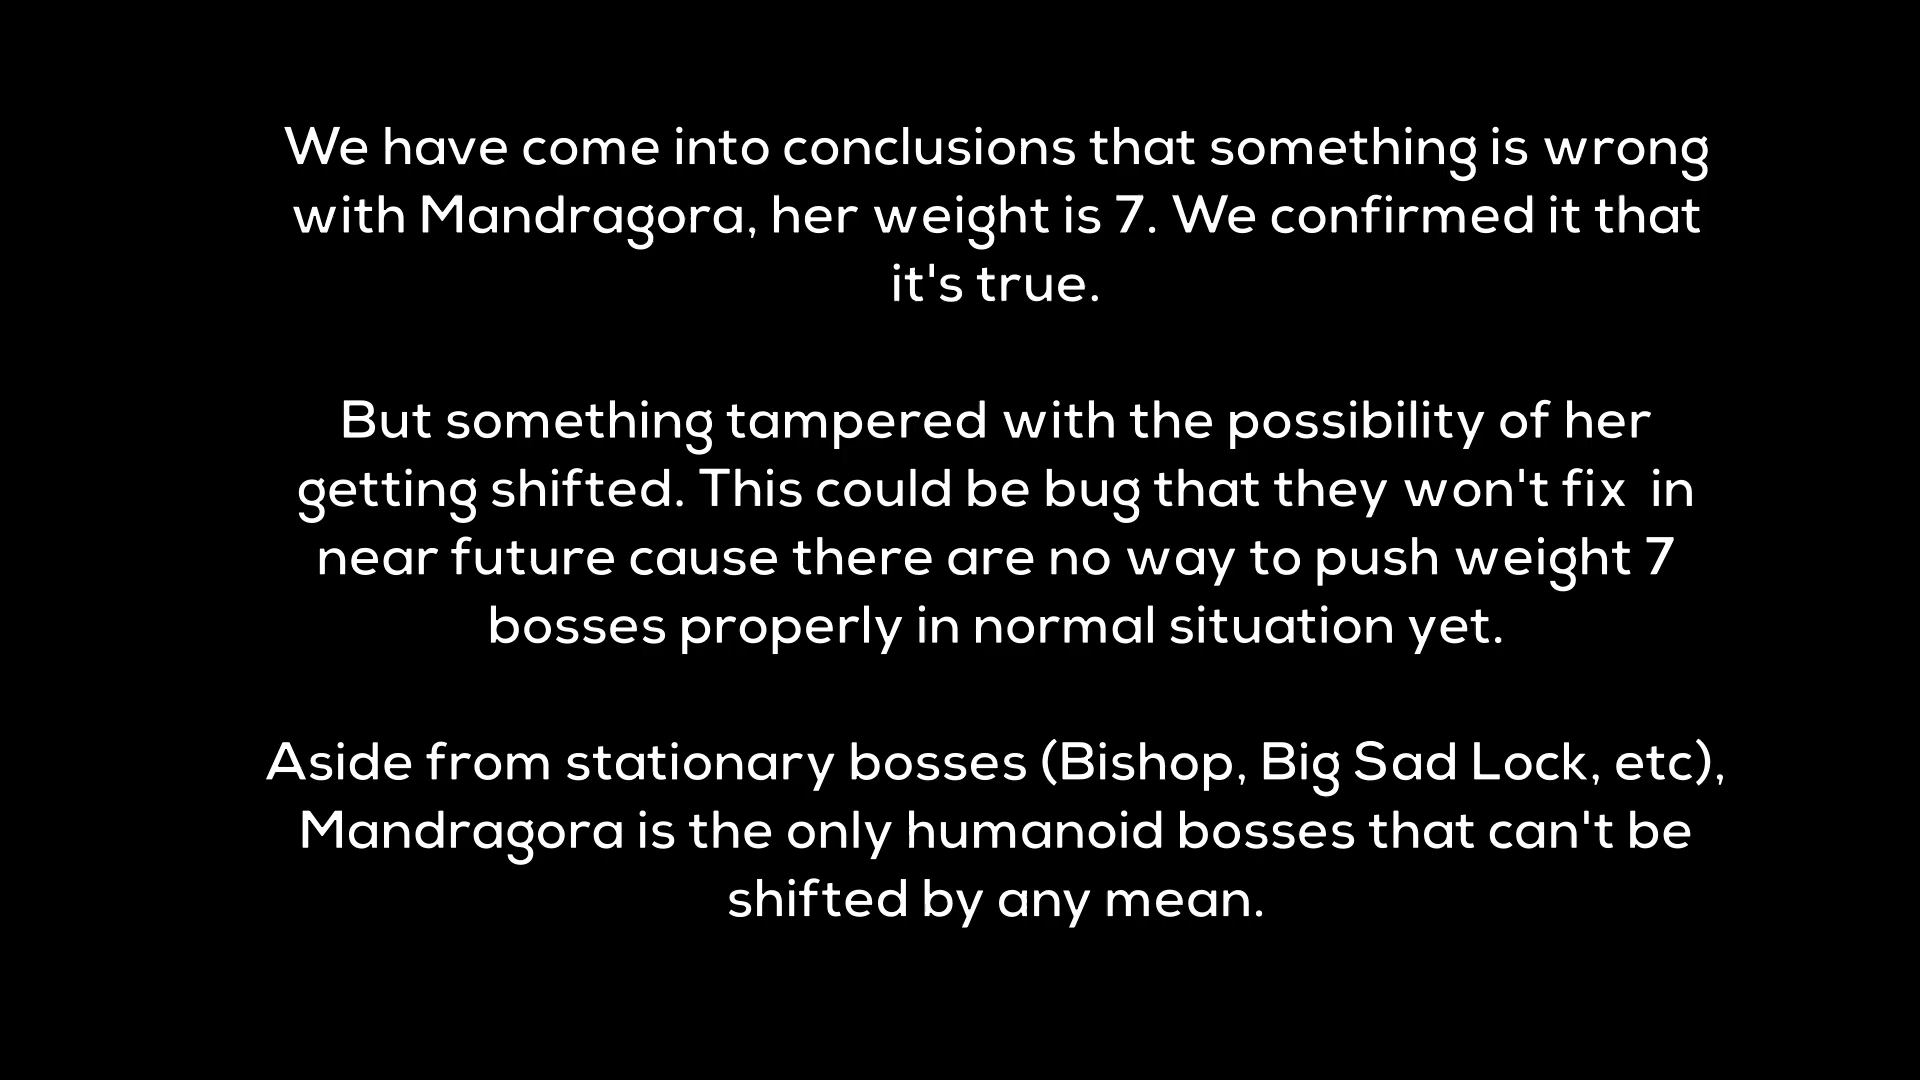 We have come into conclusions that something is wrong
with Mandragora, her weight is 7. We confirmed it that
it's true.
But something tampered with the possibility of her
getting shifted. This could be bug that they won't fix  in
near future cause there are no way to push weight 7
bosses properly in normal situation yet.
Aside from stationary bosses (Bishop, Big Sad Lock, etc),
Mandragora is the only humanoid bosses that can't be
shifted by any mean.